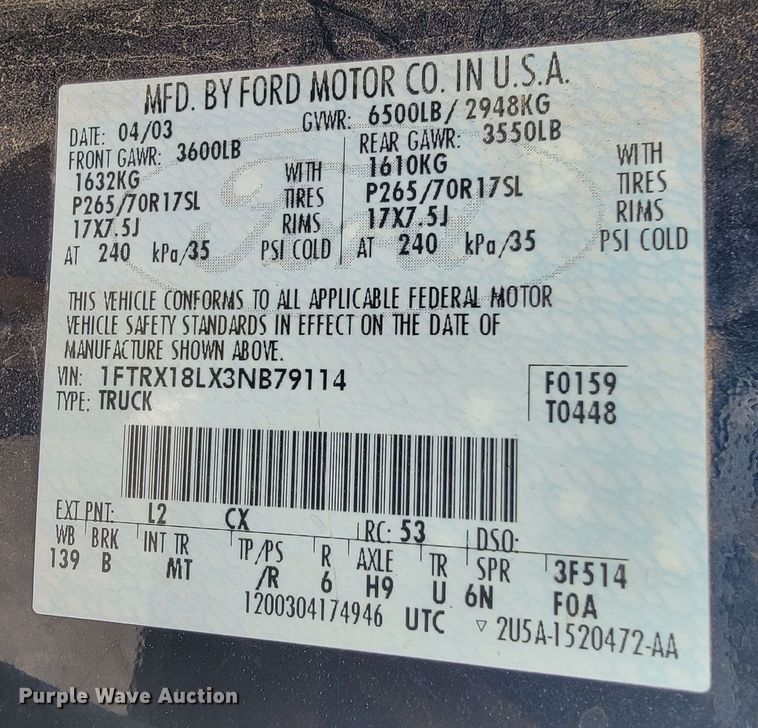 MFD. BY FORD MOTOR CO. IN U.S.A.
DATE: 04/03 GVWR: 6500LB/ 2948KG
FRONT GAWR: 3600LB REAR GAWR: 3550LB
1632KG WITH 1610KG WITH
P265/70R17SL TIRES P265/70R17SL TIRES
17X7.5J RIMS 17X7.5J RIMS
AT 240 kPa/35 PSI COLD AT 240 kPa/35 PSI COLD
Ford
THIS VEHICLE CONFORMS TO ALL APPLICABLE FEDERAL MOTOR
VEHICLE SAFETY STANDARDS IN EFFECT ON THE DATE OF
MANUFACTURE SHOWN ABOVE.
VIN: 1FTRX18LX3NB79114 F0159
TYPE: TRUCK T0448
EXT PNT: L2 CX RC: 53 DSO:
WB BRK INT TR TP/PS R AXLE TR SPR 3F514
139 B MT /R 6 H9 U 6N F0A
1200304174946 UTC ▽ 2U5A-1520472-AA
Purple Wave Auction